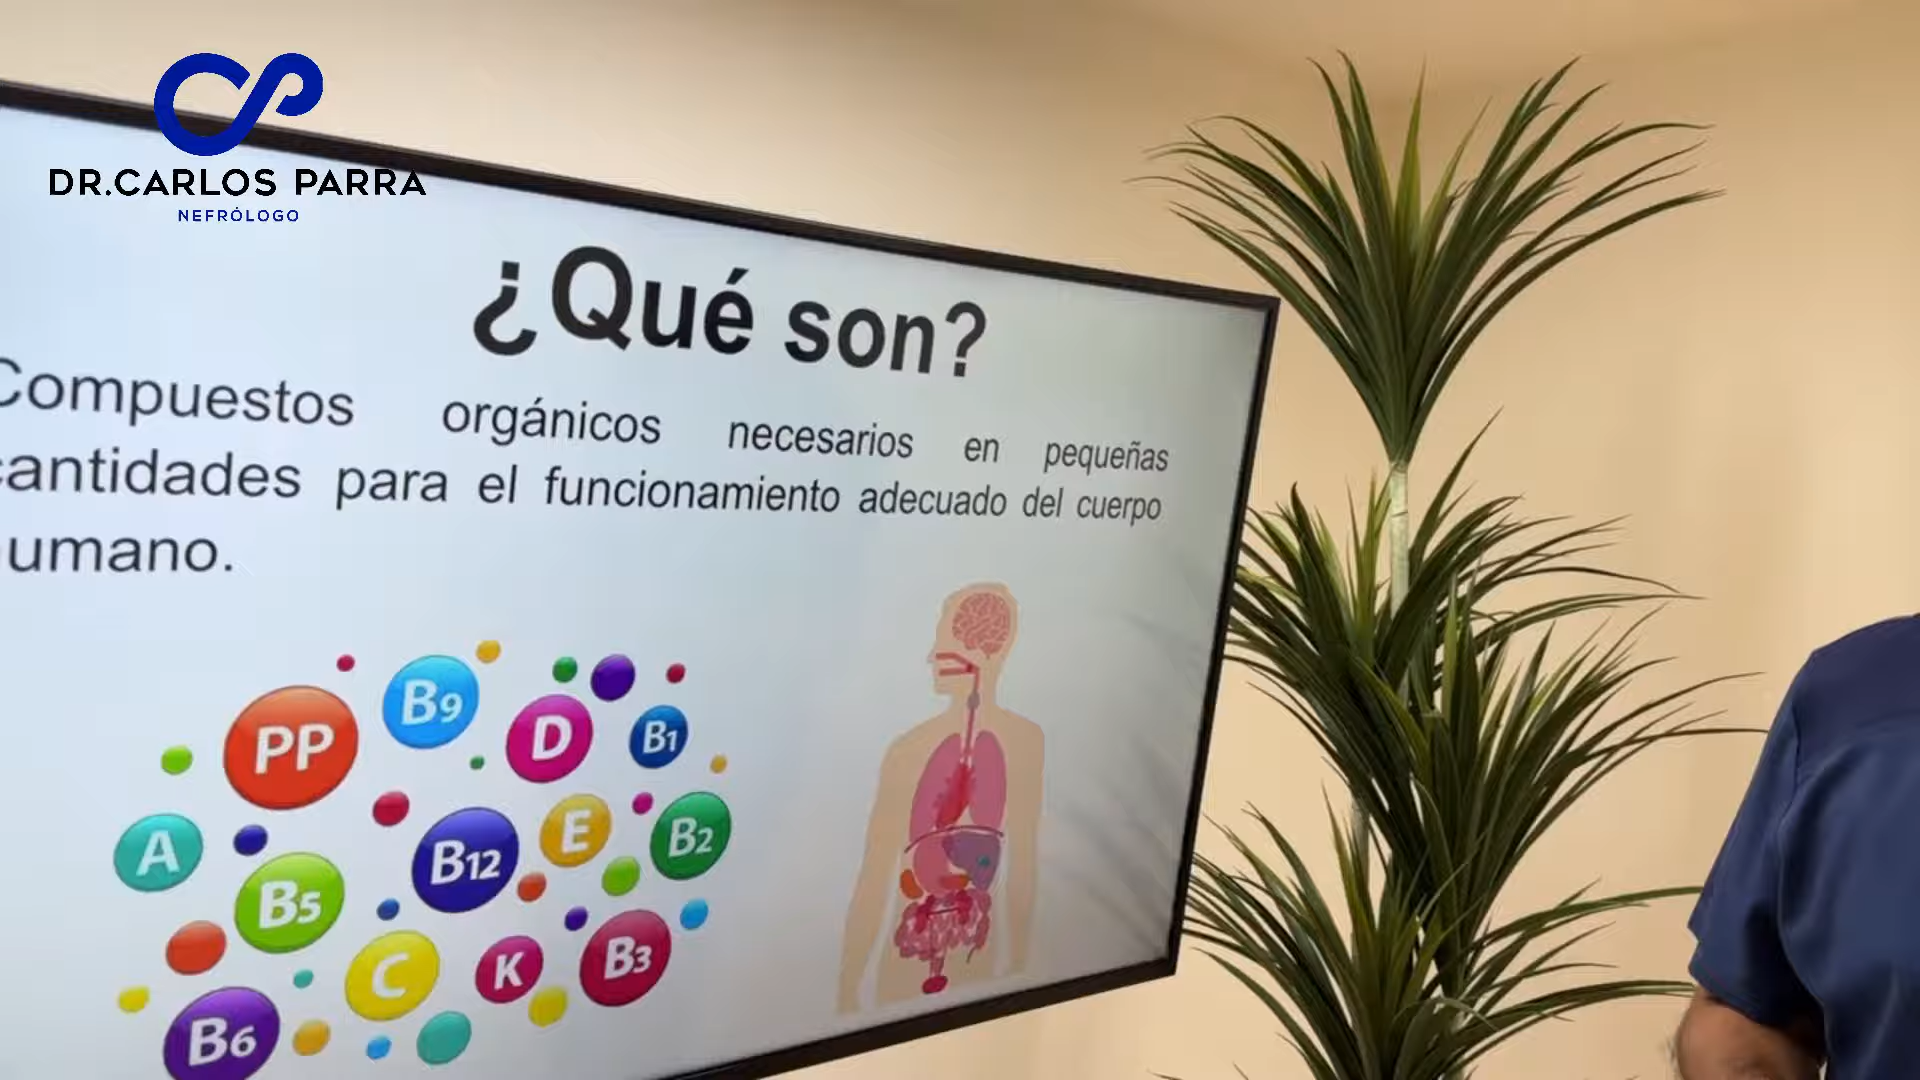 DR.CARLOS PARRA
NEFRÓLOGO
¿Qué son?
Compuestos orgánicos necesarios en pequeñas
cantidades para el funcionamiento adecuado del cuerpo
umano.
PP
B9
D
B1
A
B5
B12
E
B2
C
K
B3
B6